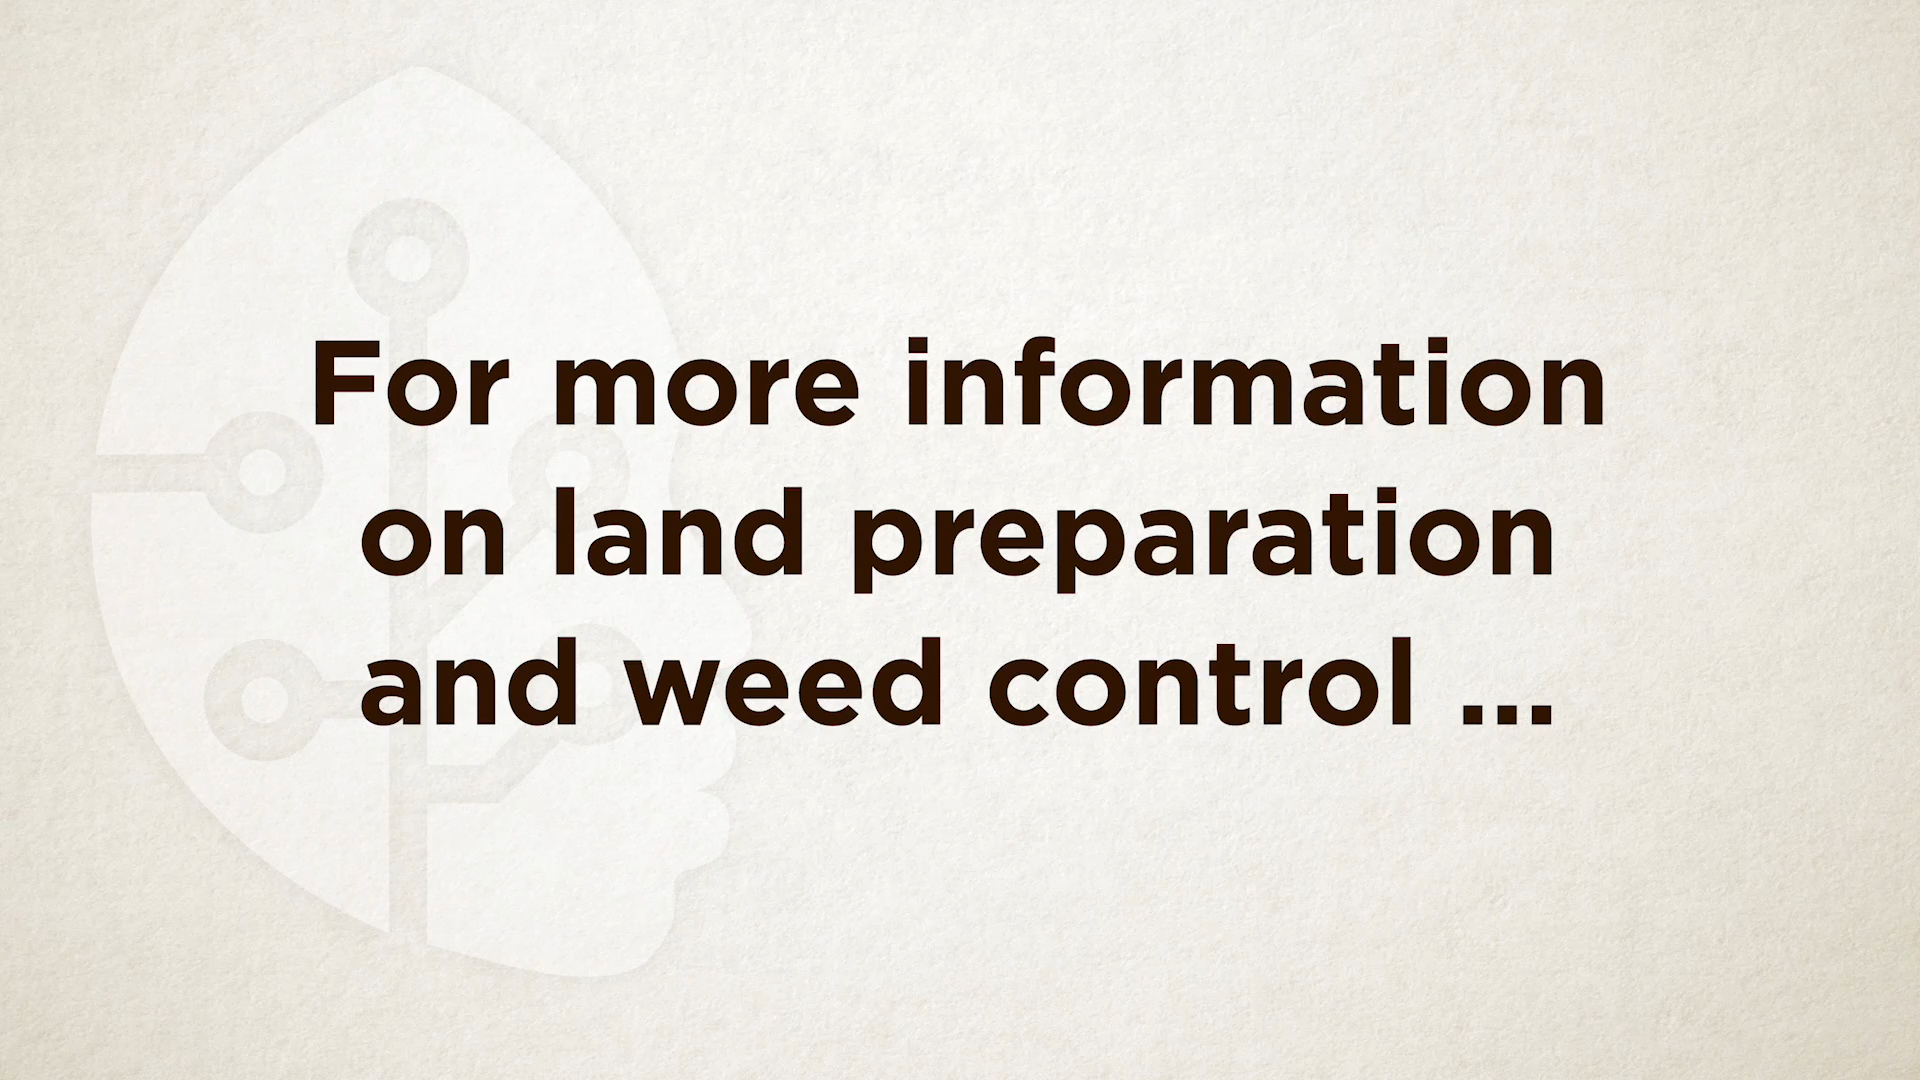 For more information
on land preparation
and weed control ...